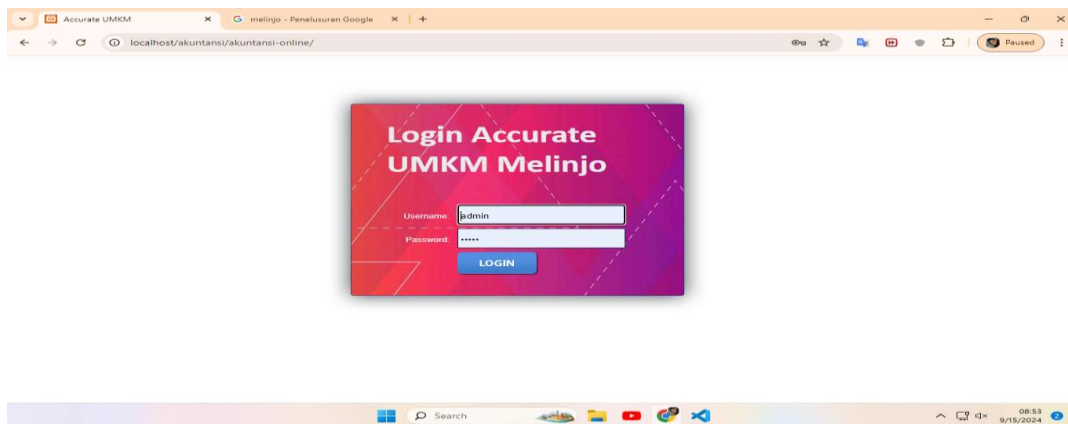 Accurate UMKM
melinjo - Penelusuran Google
localhost/akuntansi/akuntansi-online/
Paused
Login Accurate
UMKM Melinjo
Username: admin
Password: •••••
LOGIN
Search
08:53
9/15/2024
2